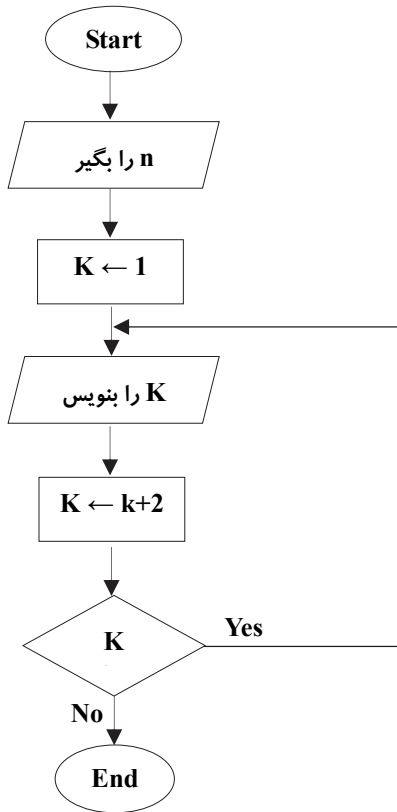 Start
n را بگیر
K ← 1
K را بنویس
K ← k+2
K
Yes
No
End